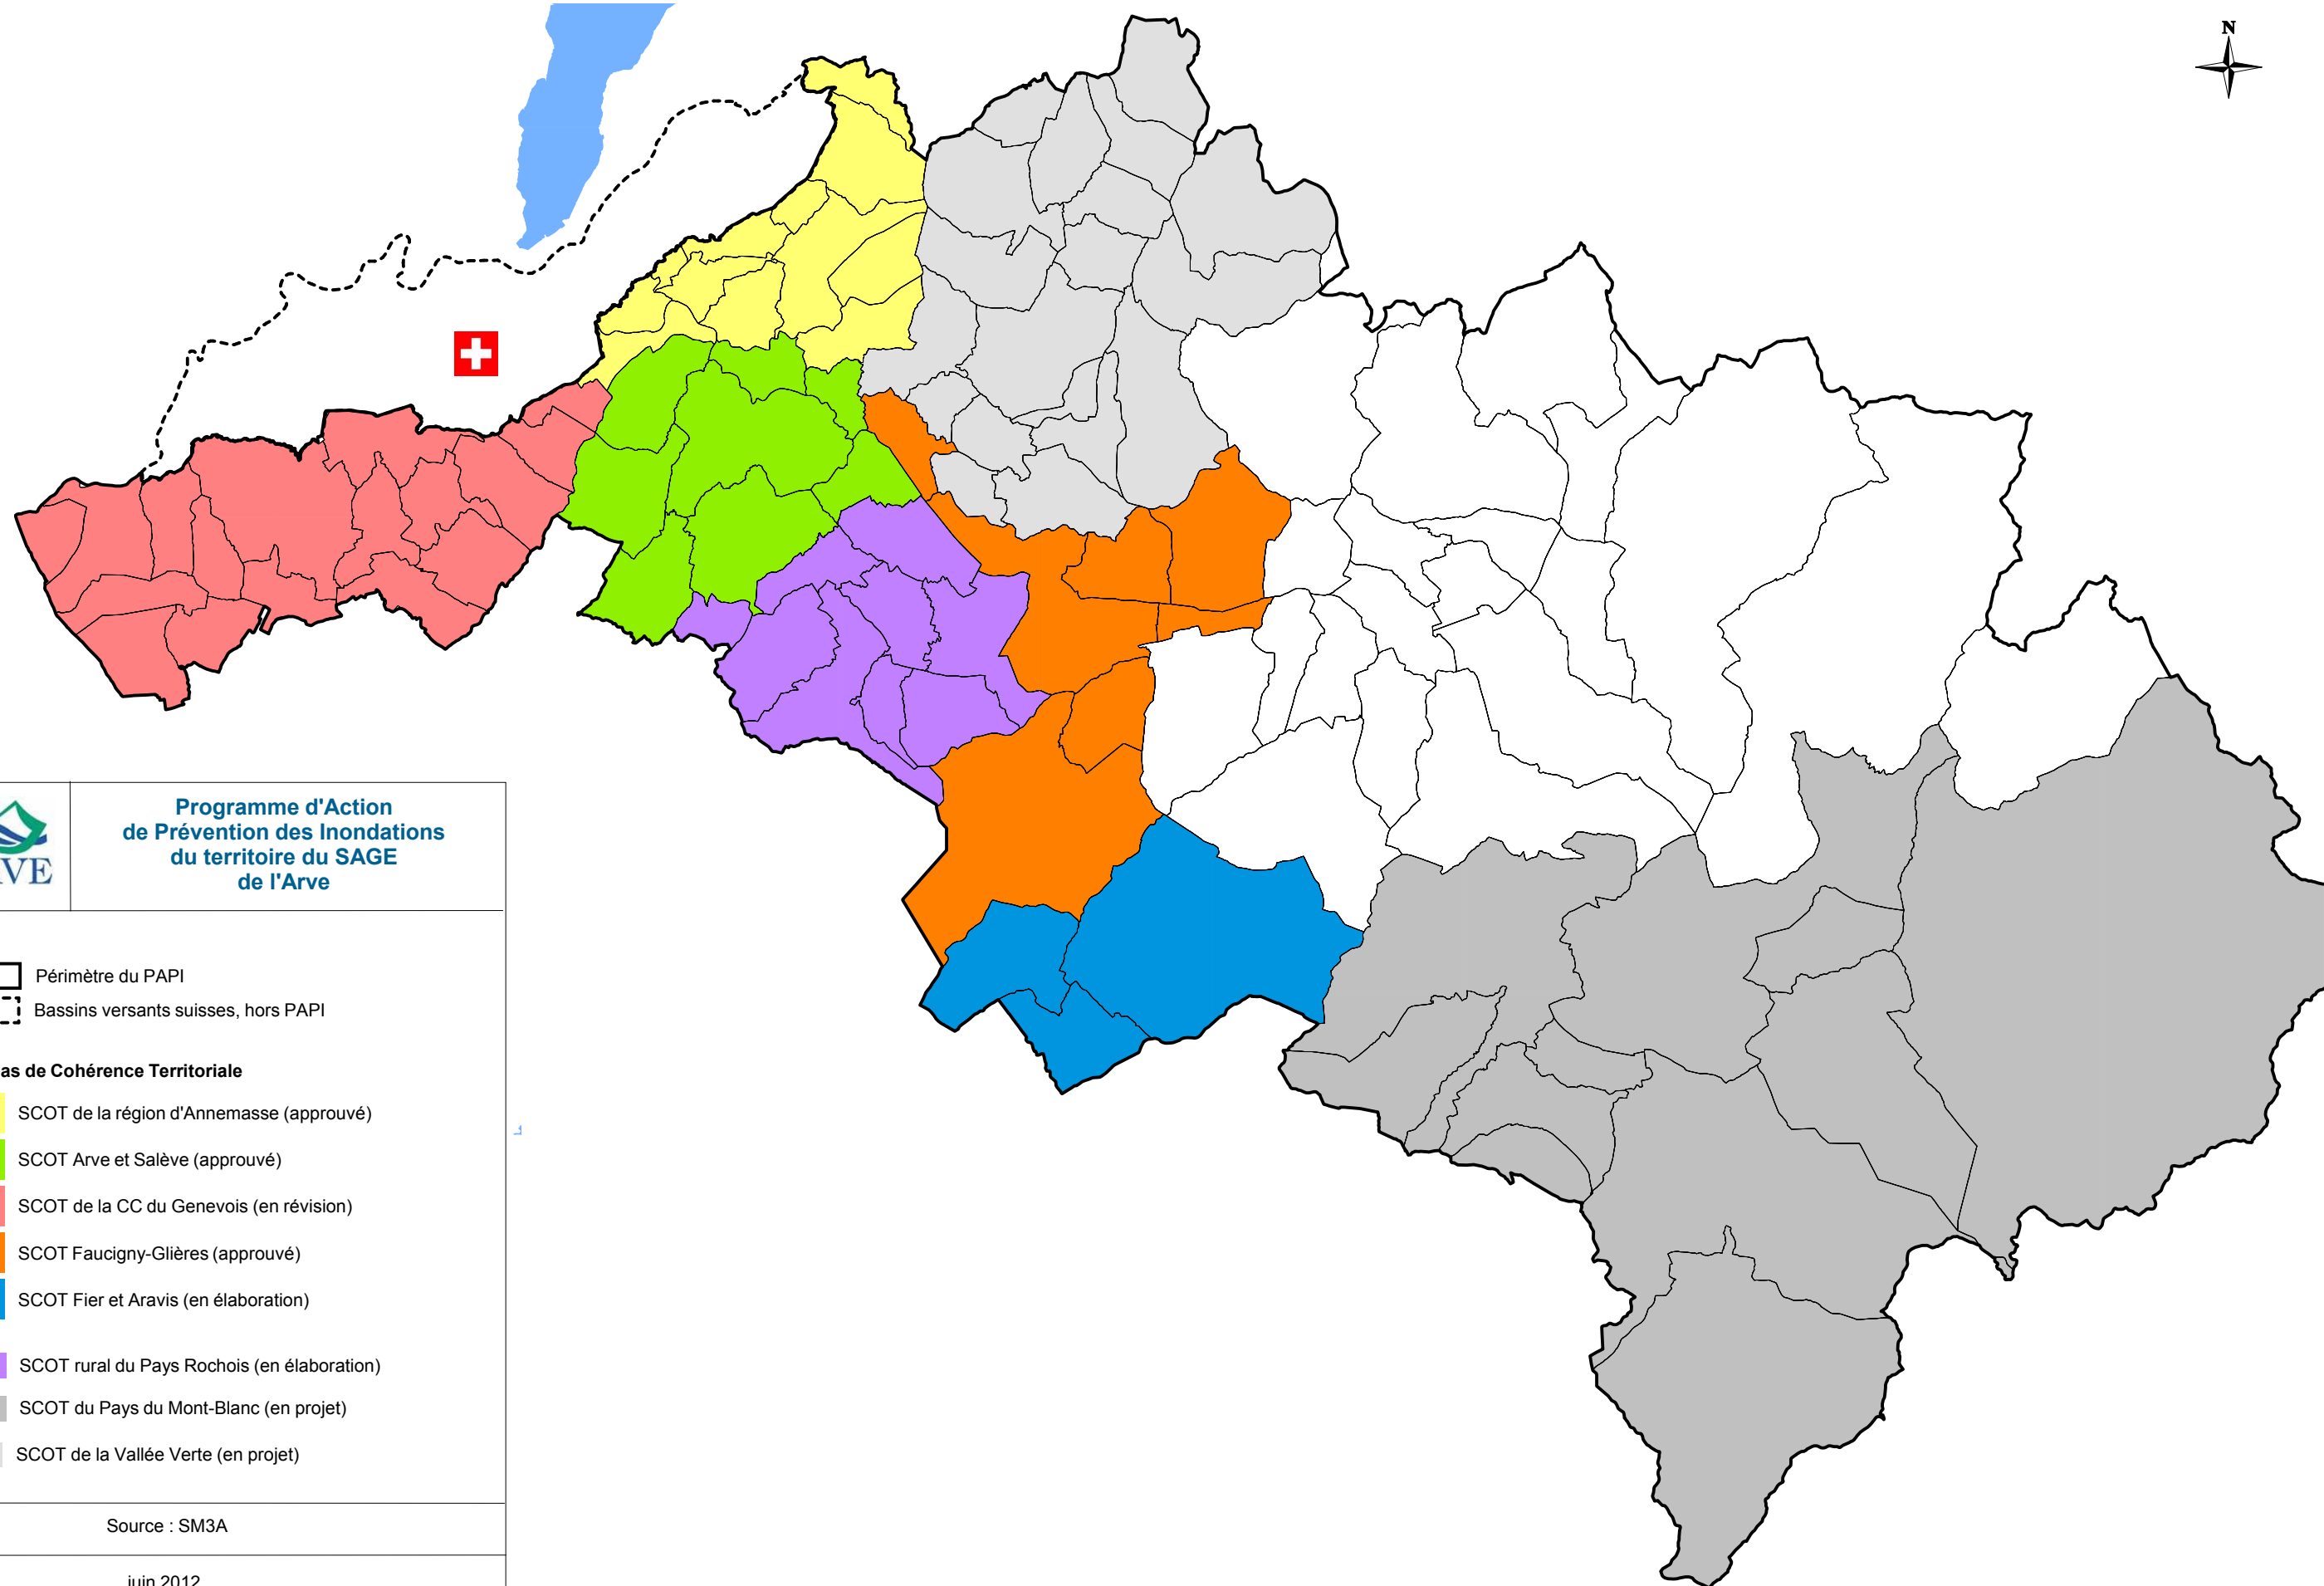 N
Programme d'Action
de Prévention des Inondations
du territoire du SAGE
de l'Arve
Périmètre du PAPI
Bassins versants suisses, hors PAPI
de Cohérence Territoriale
SCOT de la région d'Annemasse (approuvé)
SCOT Arve et Salève (approuvé)
SCOT de la CC du Genevois (en révision)
SCOT Faucigny-Glières (approuvé)
SCOT Fier et Aravis (en élaboration)
SCOT rural du Pays Rochois (en élaboration)
SCOT du Pays du Mont-Blanc (en projet)
SCOT de la Vallée Verte (en projet)
Source : SM3A
juin 2012